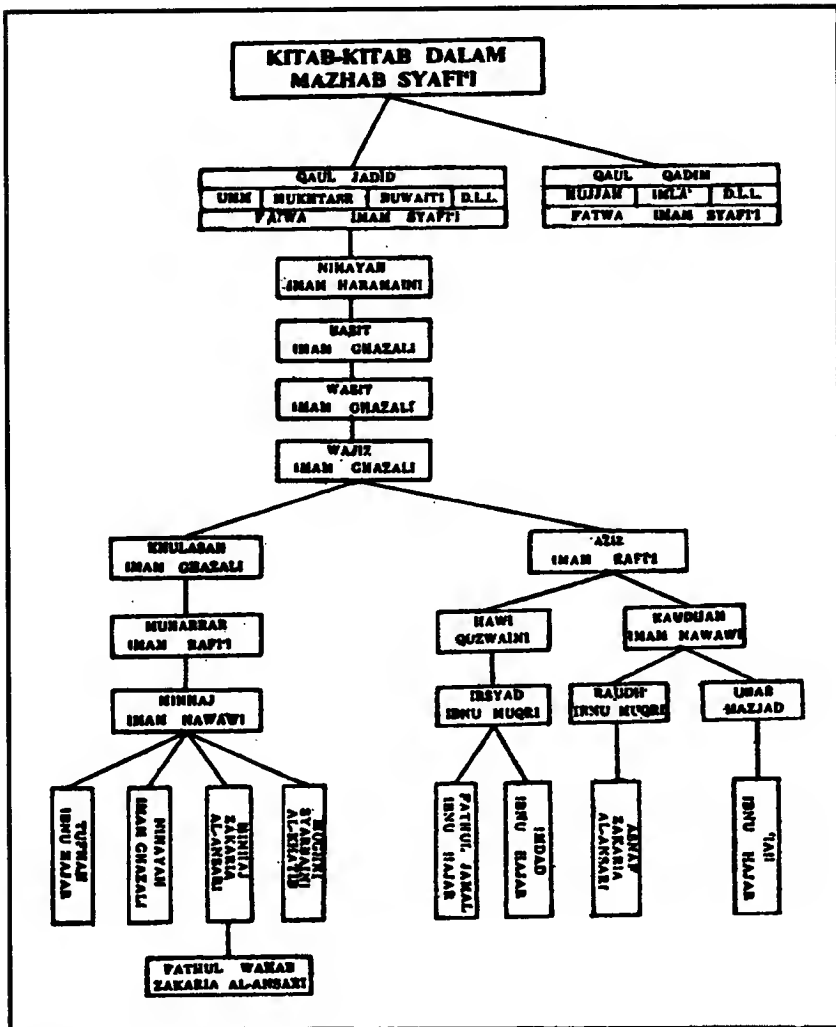 KITAB-KITAB DALAM
MAZHAB SYAFI'I
QAUL JADID
UMM MUKHTASR BUWAITI D.L.L.
FATWA IMAM SYAFI'I
QAUL QADIM
HUJJAH IMLA' D.L.L.
FATWA IMAM SYAFI'I
NIHAYAH
IMAM HARAMAINI
BASIT
IMAM GHAZALI
WASIT
IMAM GHAZALI
WAJIZ
IMAM GHAZALI
KHULASAH
IMAM GHAZALI
AZIZ
IMAM RAFI'I
MUHARRAR
IMAM RAFI'I
HAWI
QUZWAINI
RAUDHAH
IMAM NAWAWI
MINHAJ
IMAM NAWAWI
IRSYAD
IBNU MUQRI
RAUDH'
IBNU MUQRI
UBAB
MAZJAD
TUHFAH
IBNU HAJAR
NIHAYAH
IMAM GHAZALI
MINHAJ
ZAKARIA
AL-ANSARI
MUGHNI
SYARBAINI
AL-KHATIB
FATHUL JAWAD
IBNU HAJAR
IMDAD
IBNU HAJAR
ASNAF
ZAKARIA
AL-ANSARI
IBNU HAJAR
FATHUL WAHAB
ZAKARIA AL-ANSARI